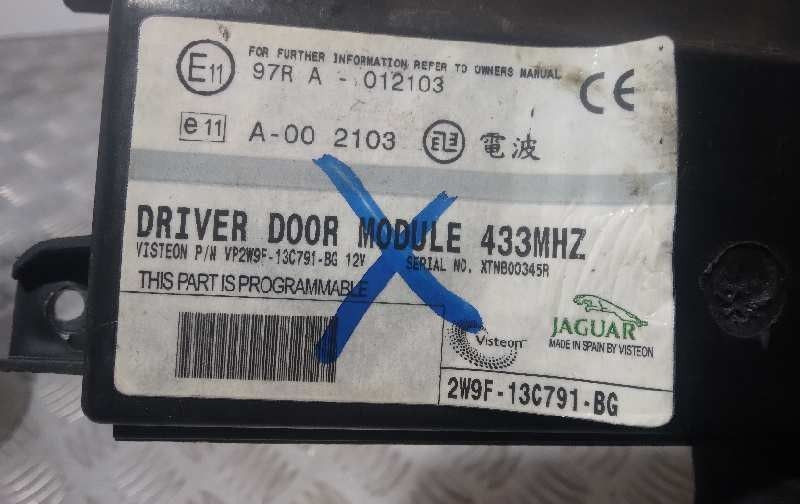 E11
FOR FURTHER INFORMATION REFER TO OWNERS MANUAL
97R A - 012103
CE
e 11
A-00 2103
電波
DRIVER DOOR MODULE 433MHZ
VISTEON P/N VP2W9F-13C791-BG 12V SERIAL NO. XTNB00345R
THIS PART IS PROGRAMMABLE
JAGUAR
MADE IN SPAIN BY VISTEON
Visteon
2W9F-13C791-BG